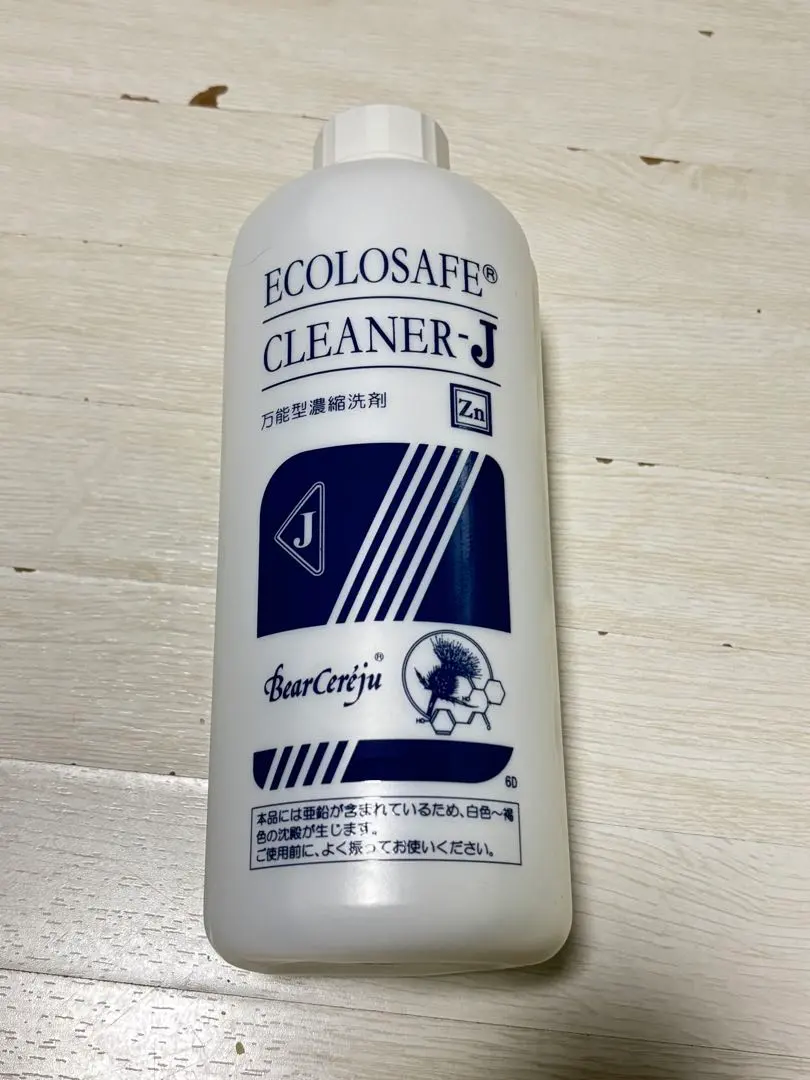 ECOLOSAFE®
CLEANER-J
万能型濃縮洗剤
Zn
J
BearCeréju®
HO
HO
6D
本品には亜鉛が含まれているため、白色〜褐
色の沈殿が生じます。
ご使用前に、よく振ってお使いください。